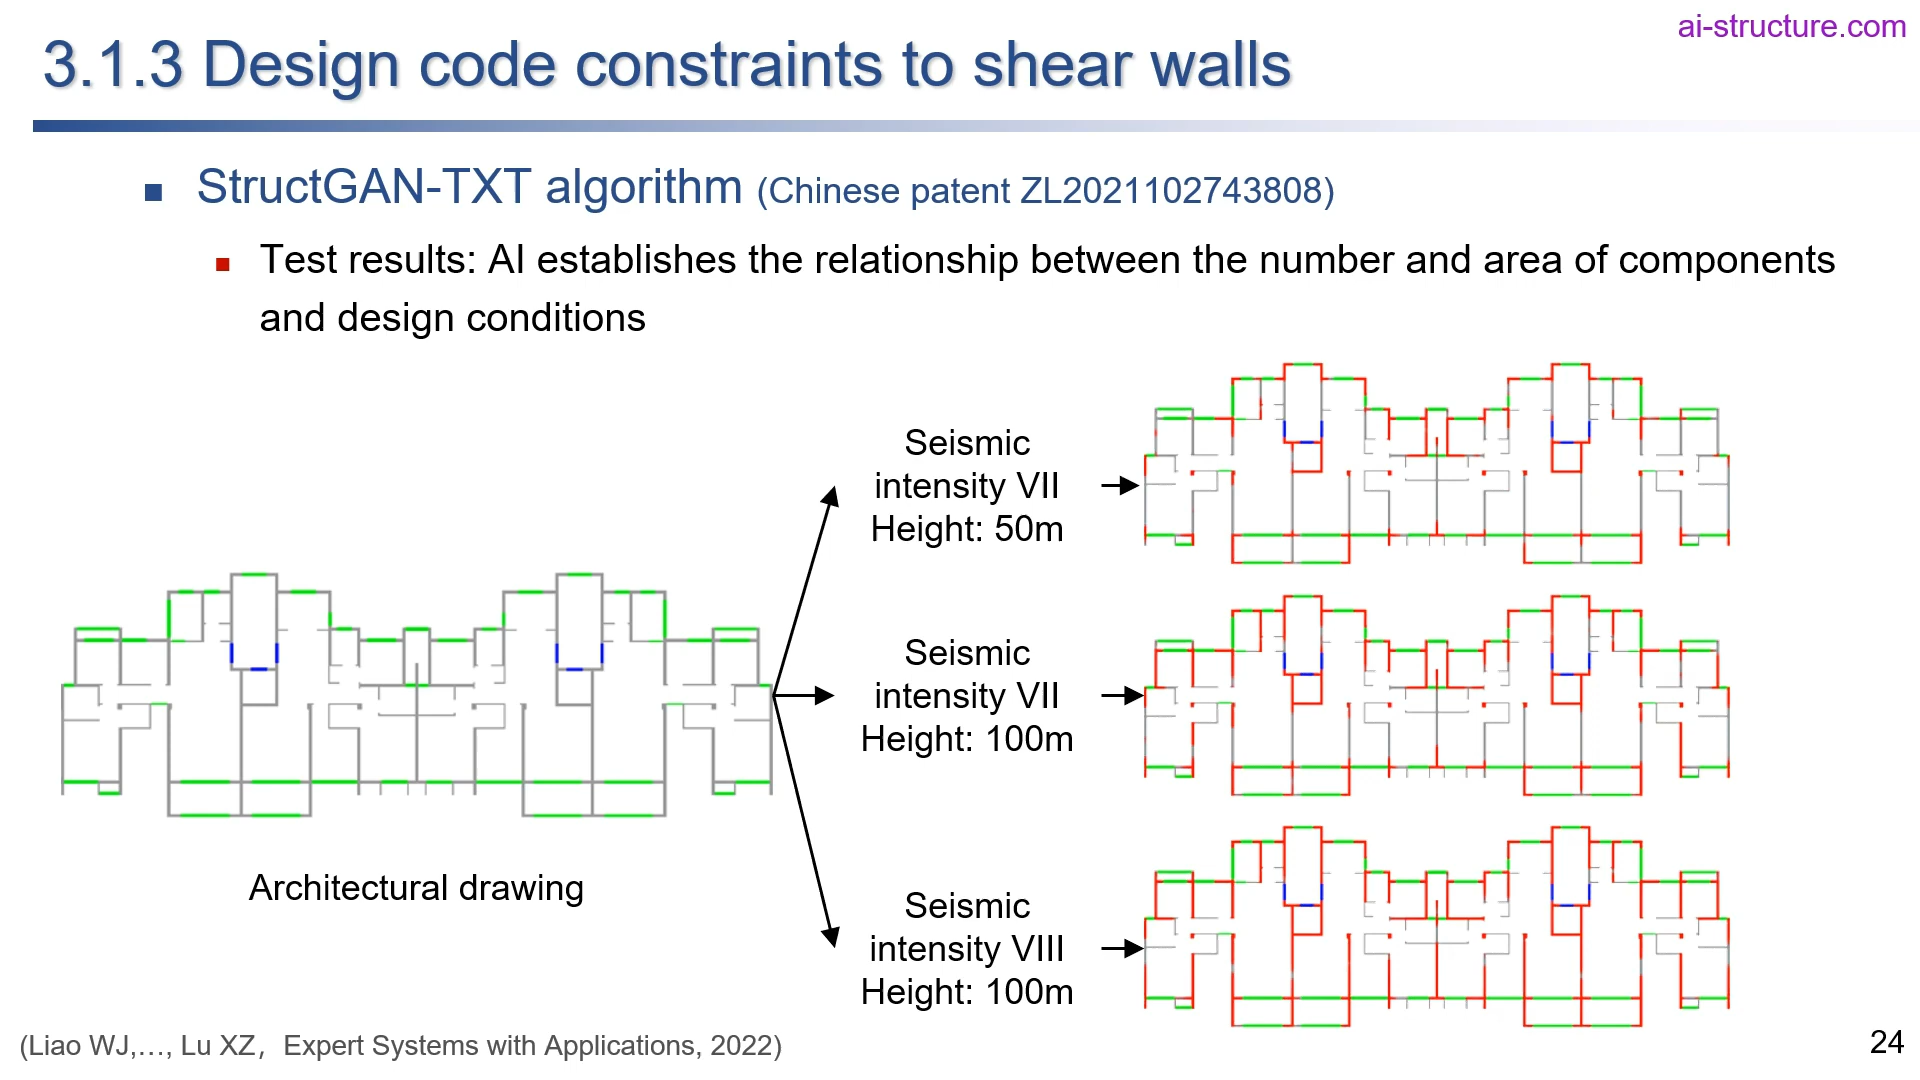 ai-structure.com
3.1.3 Design code constraints to shear walls
StructGAN-TXT algorithm (Chinese patent ZL2021102743808)
Test results: AI establishes the relationship between the number and area of components
and design conditions
Seismic
intensity VII
Height: 50m
Seismic
intensity VII
Height: 100m
Architectural drawing
Seismic
intensity VIII
Height: 100m
(Liao WJ,…, Lu XZ，Expert Systems with Applications, 2022)
24